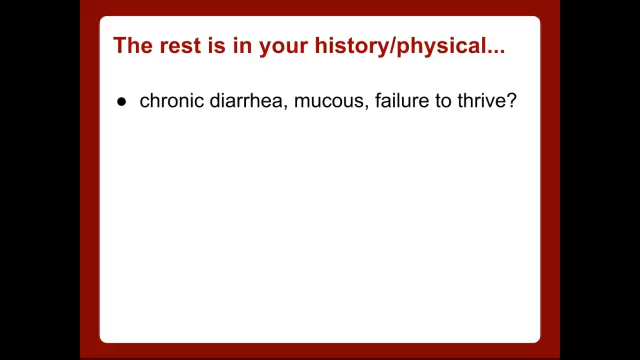 The rest is in your history/physical...
● chronic diarrhea, mucous, failure to thrive?